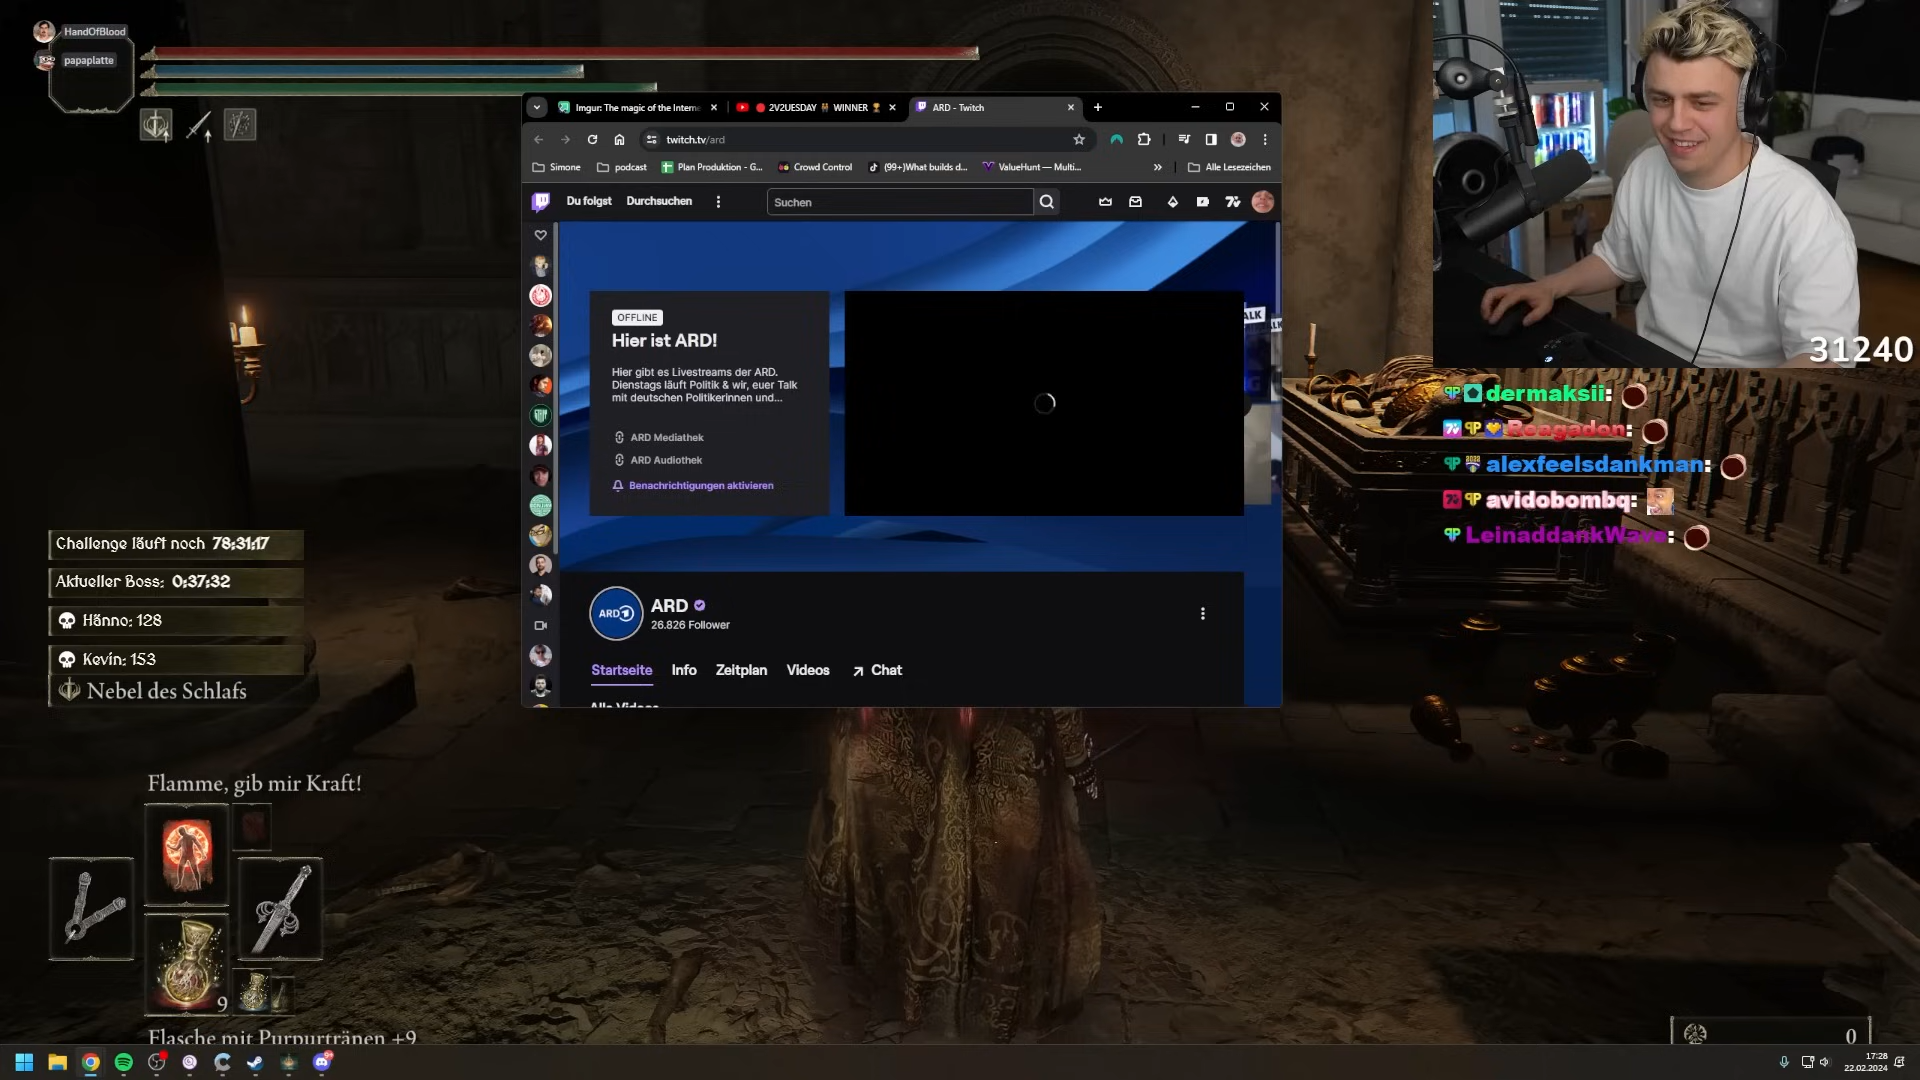 HandOfBlood
papaplatte
Imgur: The magic of the Interne
2V2UESDAY
WINNER
ARD - Twitch
twitch.tv/ard
Simone
podcast
Plan Produktion - G...
Crowd Control
(99+)What builds d...
ValueHunt — Multi...
»
Alle Lesezeichen
Du folgst
Durchsuchen
Suchen
OFFLINE
Hier ist ARD!
Hier gibt es Livestreams der ARD.
Dienstags läuft Politik & wir, euer Talk
mit deutschen Politikerinnen und...
ARD Mediathek
ARD Audiothek
Benachrichtigungen aktivieren
ARD
ARD
26.826 Follower
Startseite
Info
Zeitplan
Videos
Chat
Alle Videos
31240
dermaksii:
Reagadon:
alexfeelsdankman:
avidobombq:
LeinaddankWave:
Challenge läuft noch 78:31:17
Aktueller Boss: 0:37:32
Hänno: 128
Kevin: 153
Nebel des Schlafs
Flamme, gib mir Kraft!
9
Flasche mit Purpurtränen +9
0
17:28
22.02.2024